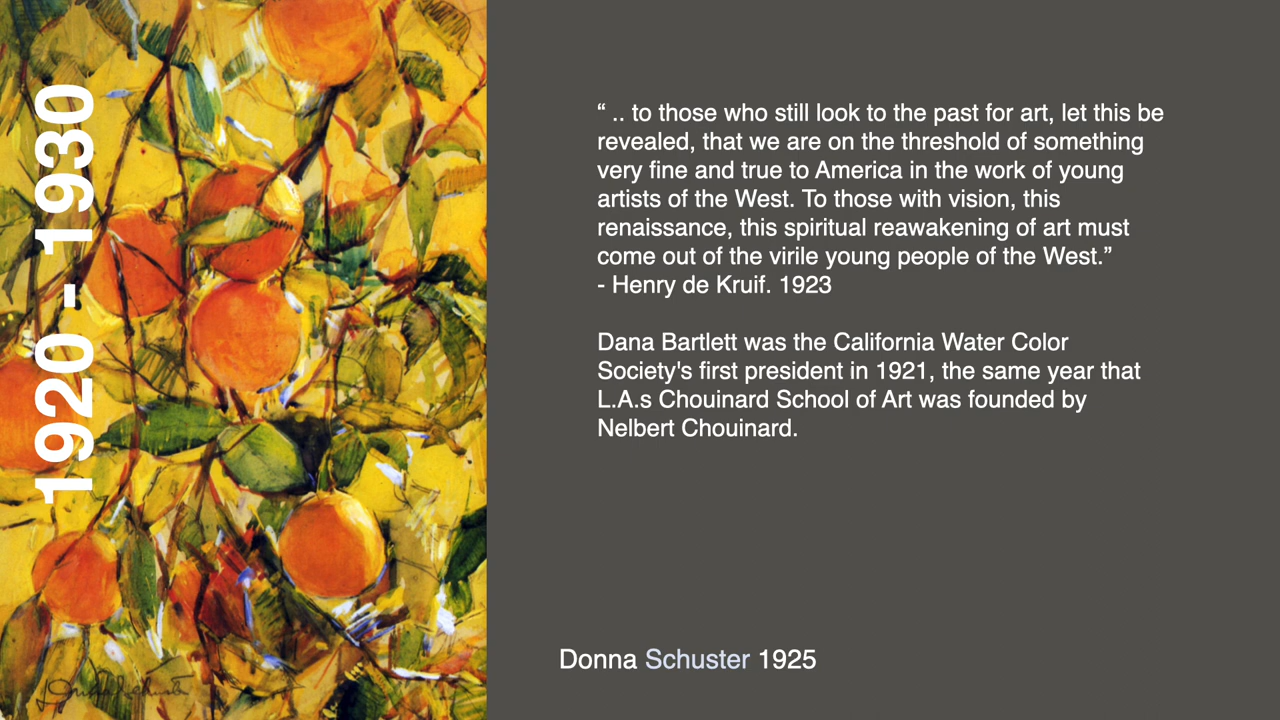 1920 - 1930
“ .. to those who still look to the past for art, let this be
revealed, that we are on the threshold of something
very fine and true to America in the work of young
artists of the West. To those with vision, this
renaissance, this spiritual reawakening of art must
come out of the virile young people of the West.”
- Henry de Kruif. 1923
Dana Bartlett was the California Water Color
Society's first president in 1921, the same year that
L.A.s Chouinard School of Art was founded by
Nelbert Chouinard.
Donna Schuster 1925